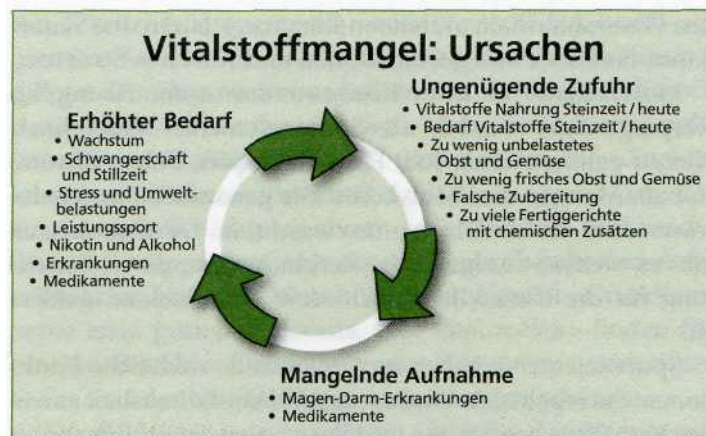 Vitalstoffmangel: Ursachen
Erhöhter Bedarf
• Wachstum
• Schwangerschaft
und Stillzeit
• Stress und Umwelt-
belastungen
• Leistungssport
• Nikotin und Alkohol
• Erkrankungen
• Medikamente
Ungenügende Zufuhr
• Vitalstoffe Nahrung Steinzeit / heute
• Bedarf Vitalstoffe Steinzeit / heute
• Zu wenig unbelastetes
Obst und Gemüse
• Zu wenig frisches Obst und Gemüse
• Falsche Zubereitung
• Zu viele Fertiggerichte
mit chemischen Zusätzen
Mangelnde Aufnahme
• Magen-Darm-Erkrankungen
• Medikamente